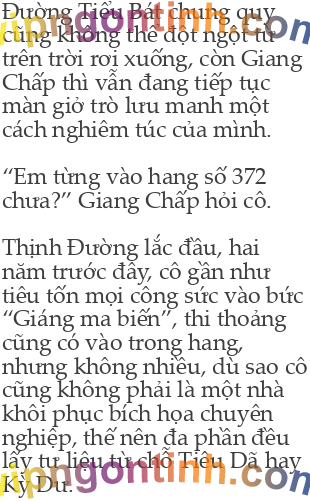 Đường Tiểu Bát chung quy
cũng không thể đột ngột từ
trên trời rơi xuống, còn Giang
Chấp thì vẫn đang tiếp tục
màn giở trò lưu manh một
cách nghiêm túc của mình.
“Em từng vào hang số 372
chưa?” Giang Chấp hỏi cô.
Thịnh Đường lắc đầu, hai
năm trước đây, cô gần như
tiêu tốn mọi công sức vào bức
“Giáng ma biến”, thi thoảng
cũng có vào trong hang,
nhưng không nhiều, dù sao cô
cũng không phải là một nhà
khôi phục bích họa chuyên
nghiệp, thế nên đa phần đều
lấy tư liệu từ chỗ Tiêu Dã hay
Kỳ Dư.